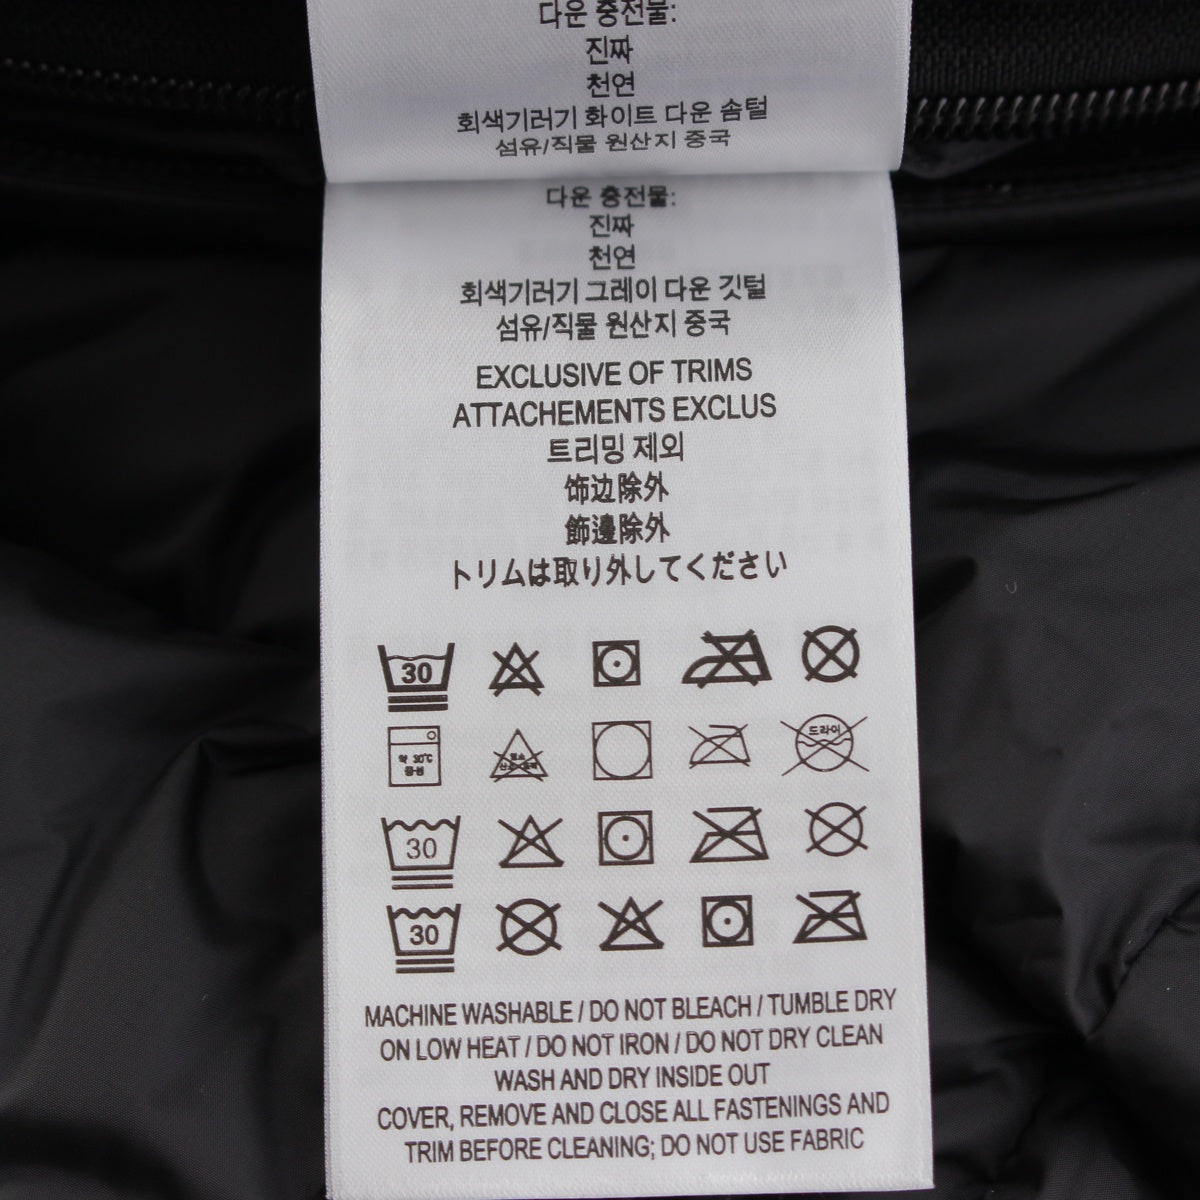 다운 충전물:
진짜
천연
회색기러기 화이트 다운 솜털
섬유/직물 원산지 중국
다운 충전물:
진짜
천연
회색기러기 그레이 다운 깃털
섬유/직물 원산지 중국
EXCLUSIVE OF TRIMS
ATTACHEMENTS EXCLUS
트리밍 제외
饰边除外
飾邊除外
トリムは取り外してください
30
약 30℃
드라이
30
30
MACHINE WASHABLE / DO NOT BLEACH / TUMBLE DRY
ON LOW HEAT / DO NOT IRON / DO NOT DRY CLEAN
WASH AND DRY INSIDE OUT
COVER, REMOVE AND CLOSE ALL FASTENINGS AND
TRIM BEFORE CLEANING; DO NOT USE FABRIC